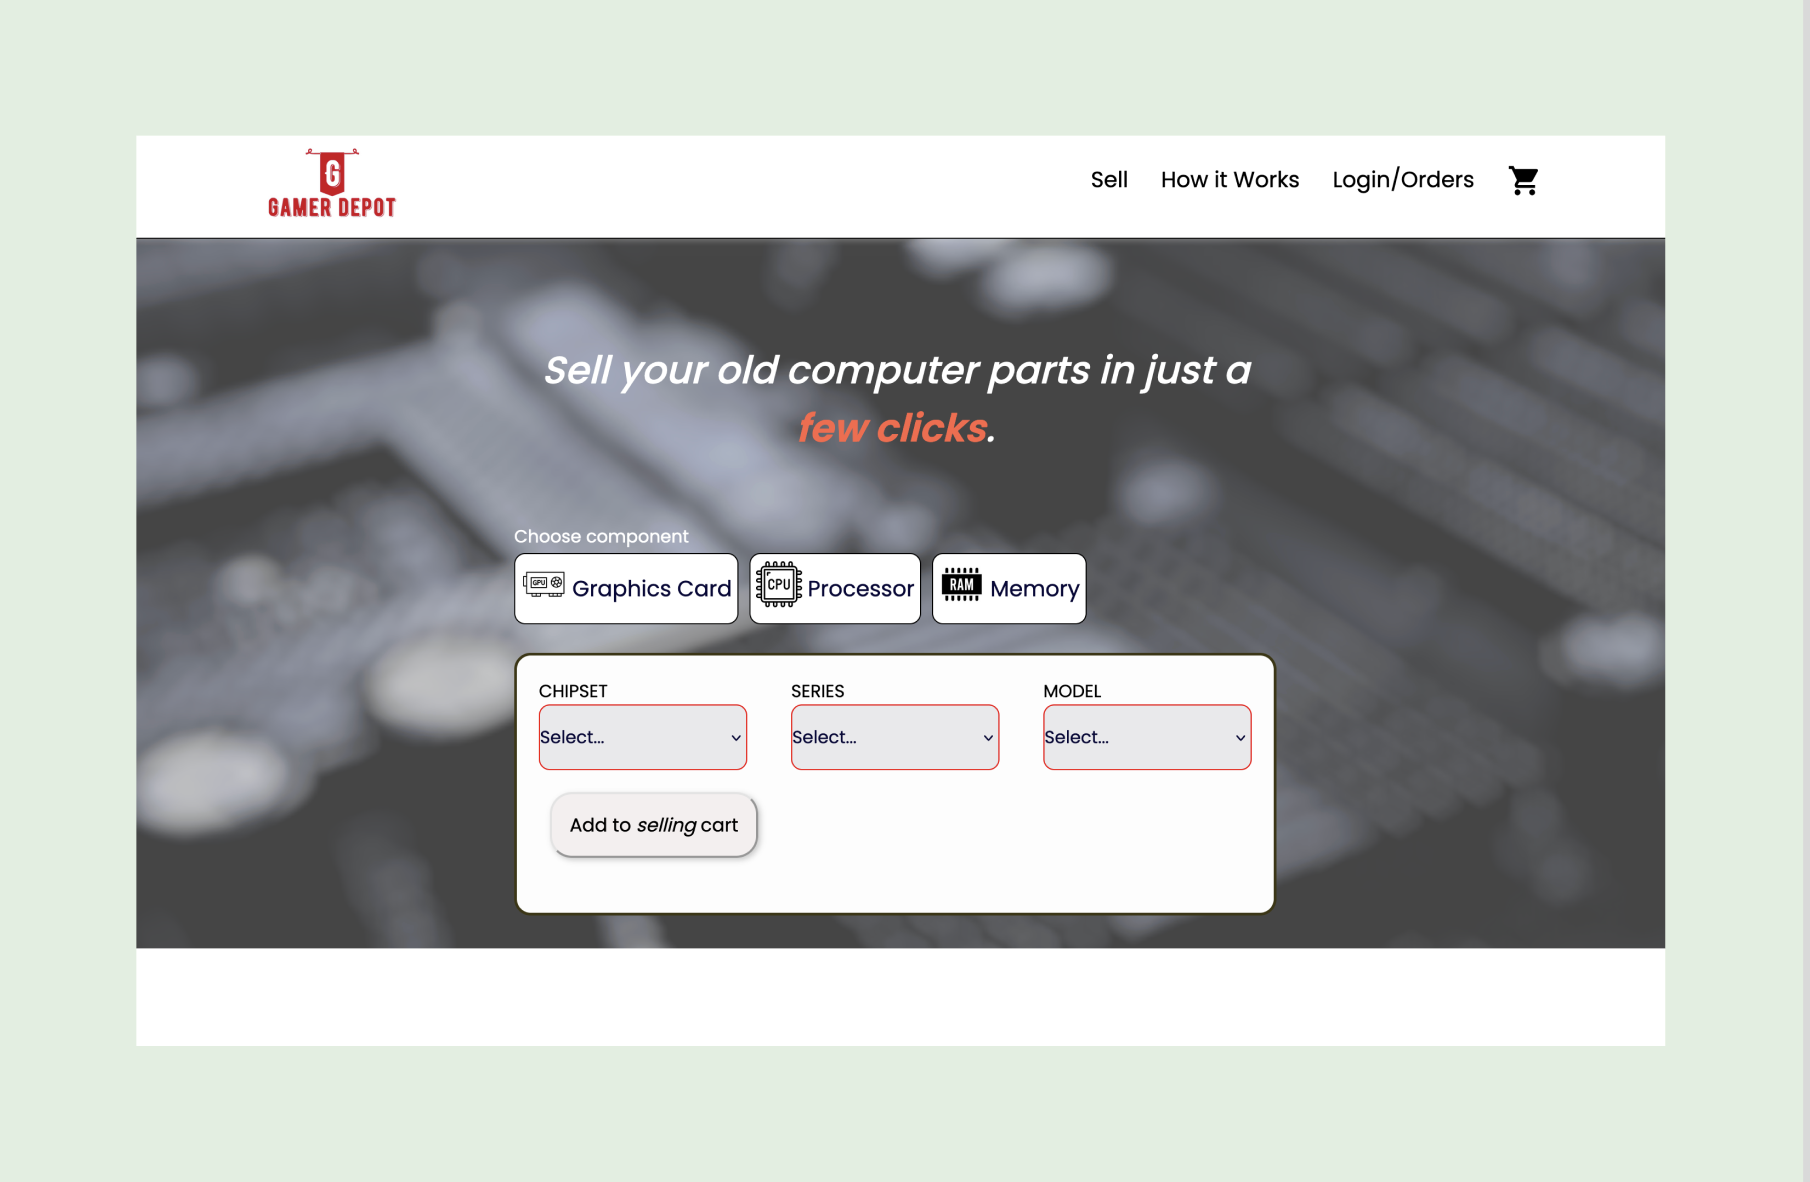 G
GAMER DEPOT
Sell How it Works Login/Orders
Sell your old computer parts in just a
few clicks.
Choose component
GPU Graphics Card
CPU Processor
RAM Memory
CHIPSET SERIES MODEL
Select... Select... Select...
Add to selling cart